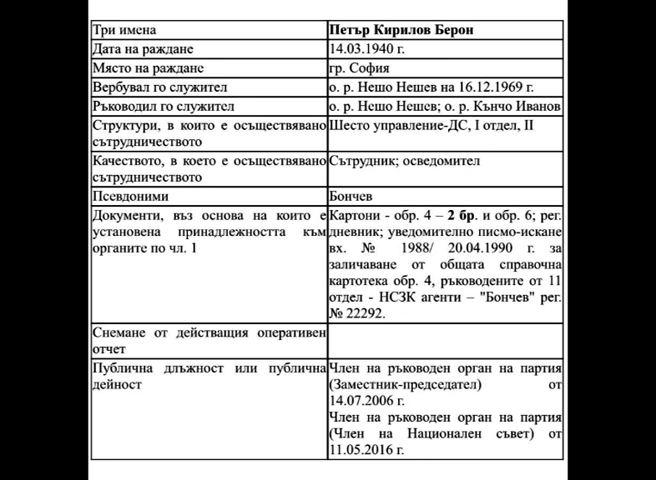 Три имена
Петър Кирилов Берон
Дата на раждане
14.03.1940 г.
Място на раждане
гр. София
Вербувал го служител
о. р. Нешо Нешев на 16.12.1969 г.
Ръководил го служител
о. р. Нешо Нешев; о. р. Кънчо Иванов
Структури, в които е осъществявано
сътрудничеството
Шесто управление-ДС, I отдел, II
Качеството, в което е осъществявано
сътрудничеството
Сътрудник; осведомител
Псевдоними
Бончев
Документи, въз основа на които е
установена принадлежността към
органите по чл. 1
Картони - обр. 4 – 2 бр. и обр. 6; рег.
дневник; уведомително писмо-искане
вх. № 1988/ 20.04.1990 г. за
заличаване от общата справочна
картотека обр. 4, ръководените от 11
отдел - НСЗК агенти – "Бончев" рег.
№ 22292.
Снемане от действащия оперативен
отчет
Публична длъжност или публична
дейност
Член на ръководен орган на партия
(Заместник-председател) от
14.07.2006 г.
Член на ръководен орган на партия
(Член на Национален съвет) от
11.05.2016 г.